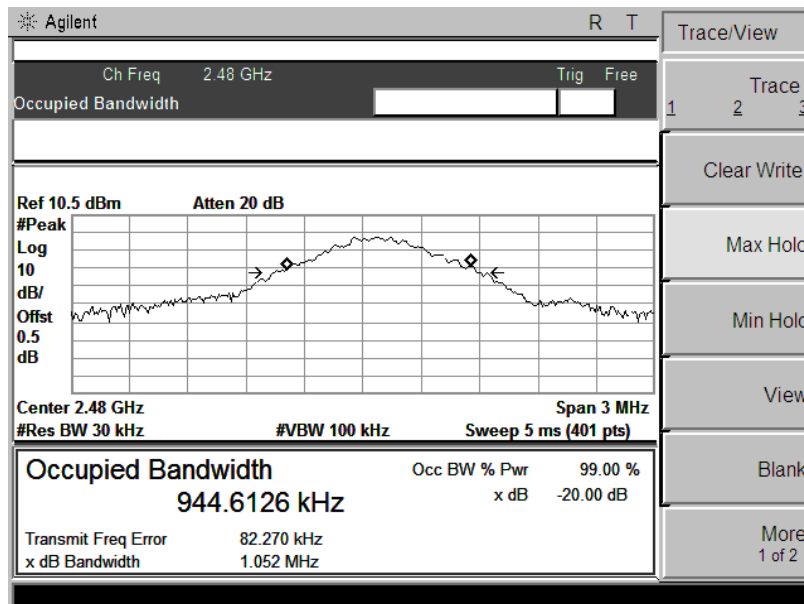 Agilent R T
Ch Freq 2.48 GHz Trig Free
Occupied Bandwidth
Ref 10.5 dBm Atten 20 dB
#Peak
Log
10
dB/
Offst
0.5
dB
Center 2.48 GHz Span 3 MHz
#Res BW 30 kHz #VBW 100 kHz Sweep 5 ms (401 pts)
Occupied Bandwidth
944.6126 kHz
Occ BW % Pwr 99.00 %
x dB -20.00 dB
Transmit Freq Error 82.270 kHz
x dB Bandwidth 1.052 MHz
Trace/View
Trace
1 2 3
Clear Write
Max Hold
Min Hold
View
Blank
More
1 of 2